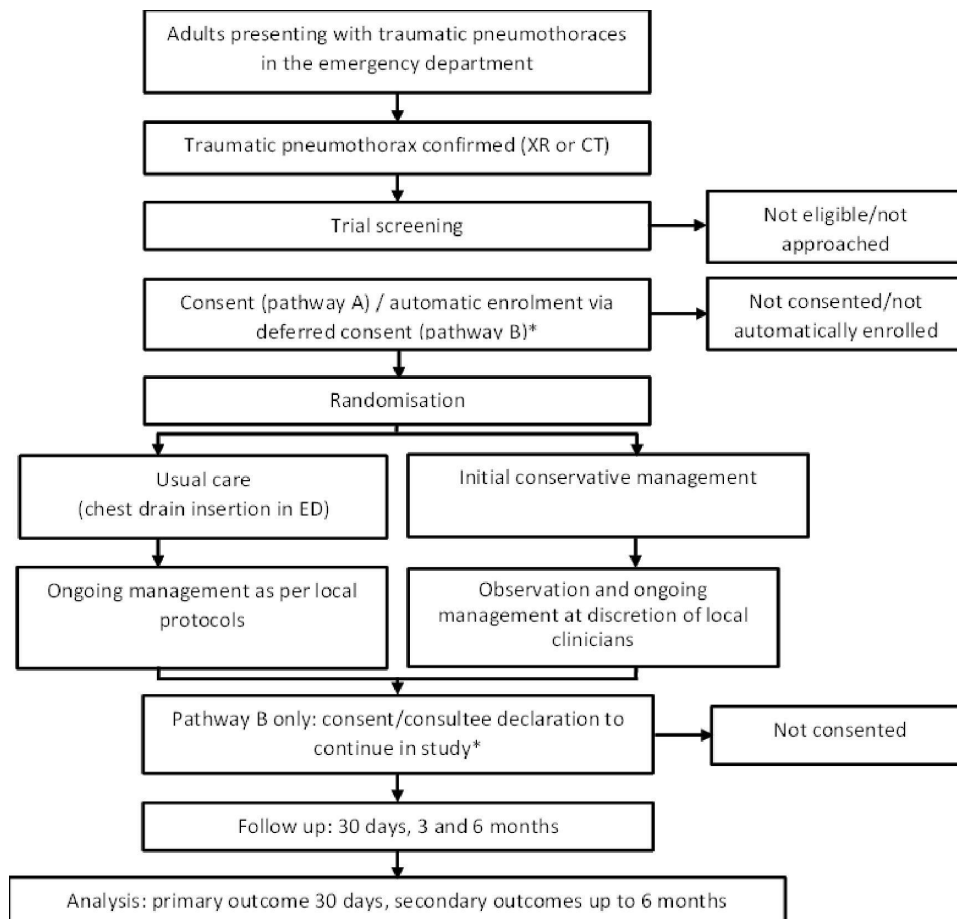 Adults presenting with traumatic pneumothoraces
in the emergency department
Traumatic pneumothorax confirmed (XR or CT)
Trial screening
Not eligible/not
approached
Consent (pathway A) / automatic enrolment via
deferred consent (pathway B)*
Not consented/not
automatically enrolled
Randomisation
Usual care
(chest drain insertion in ED)
Initial conservative management
Ongoing management as per local
protocols
Observation and ongoing
management at discretion of local
clinicians
Pathway B only: consent/consultee declaration to
continue in study*
Not consented
Follow up: 30 days, 3 and 6 months
Analysis: primary outcome 30 days, secondary outcomes up to 6 months